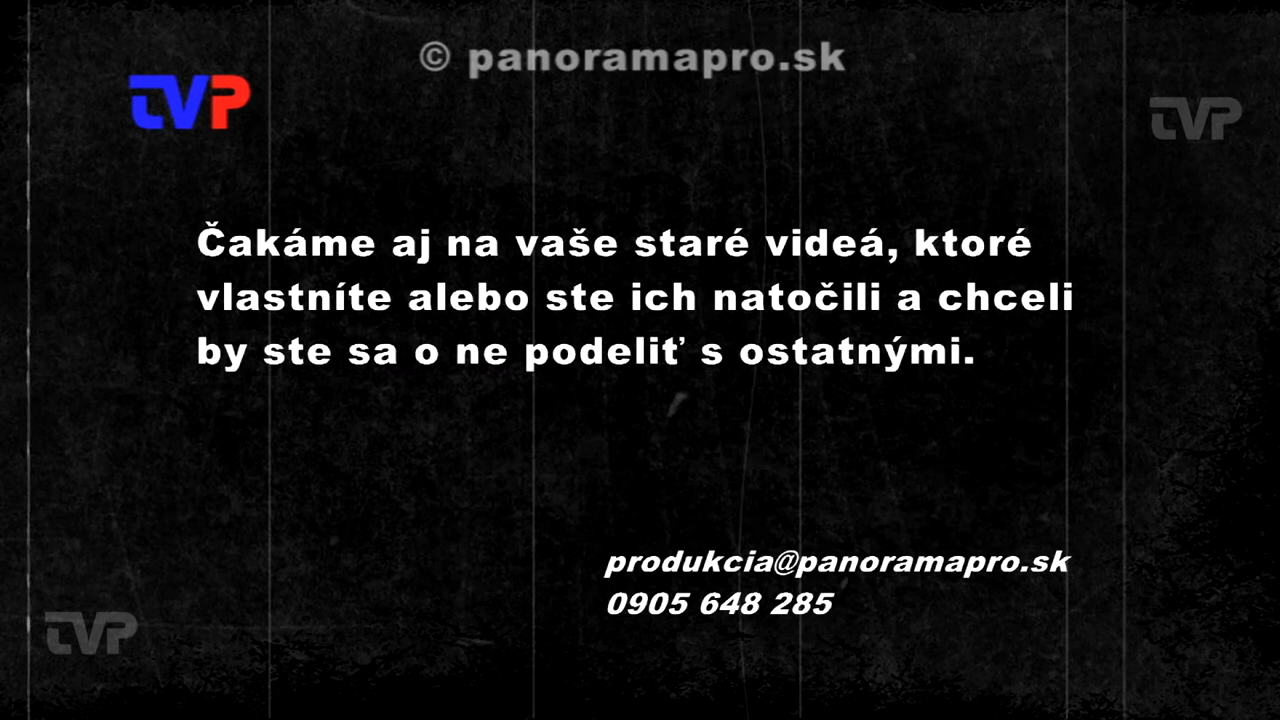 © panoramapro.sk
TVP
TVP
Čakáme aj na vaše staré videá, ktoré
vlastníte alebo ste ich natočili a chceli
by ste sa o ne podeliť s ostatnými.
produkcia@panoramapro.sk
0905 648 285
TVP